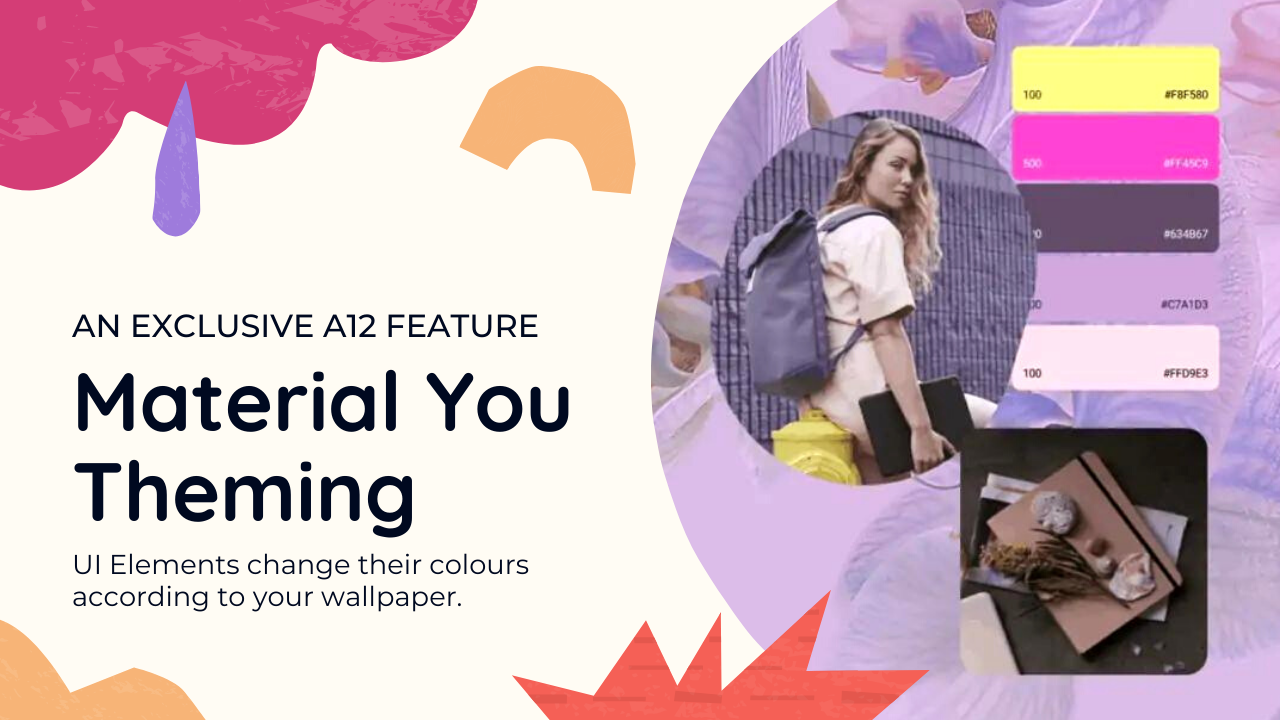 AN EXCLUSIVE A12 FEATURE
Material You
Theming
UI Elements change their colours
according to your wallpaper.
100 #F8F580
500 #FF45C9
#634B67
#C7A1D3
100 #FFD9E3